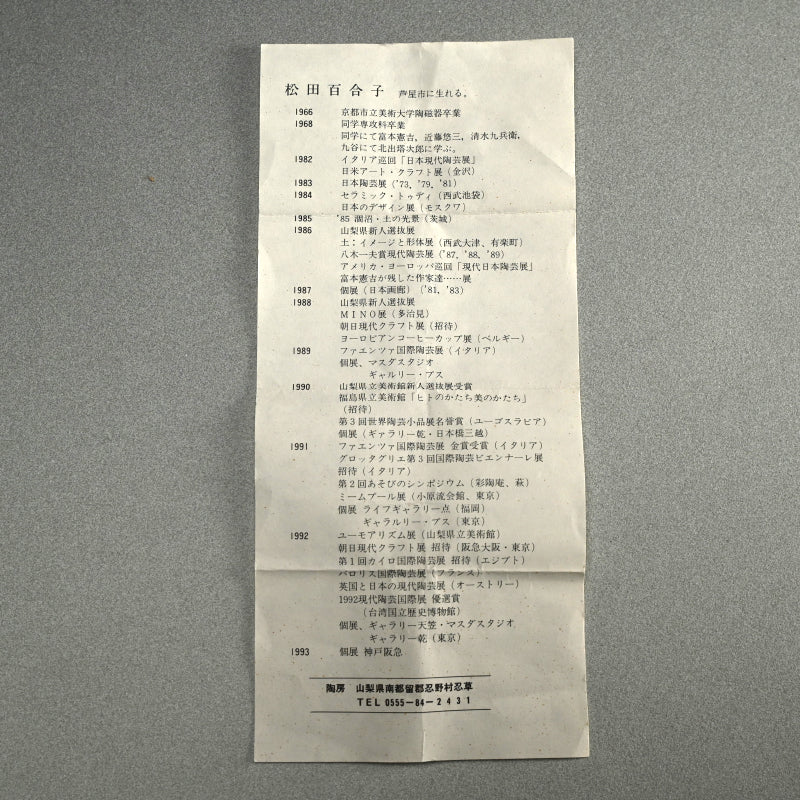 松田百合子 芦屋市に生れる。
1966 京都市立美術大学陶磁器卒業
1968 同学専攻科卒業
同学にて富本憲吉、近藤悠三、清水九兵衛、
九谷にて北出塔次郎に学ぶ。
1982 イタリア巡回「日本現代陶芸展」
日米アート・クラフト展(金沢)
1983 日本陶芸展('73, '79, '81)
1984 セラミック・トゥディ(西武池袋)
日本のデザイン展(モスクワ)
1985 '85 涸沼・土の光景(茨城)
1986 山梨県新人選抜展
土:イメージと形体展(西武大津、有楽町)
八木一夫賞現代陶芸展('87, '88, '89)
アメリカ・ヨーロッパ巡回「現代日本陶芸展」
富本憲吉が残した作家達……展
1987 個展(日本画廊)('81, '83)
1988 山梨県新人選抜展
MINO展(多治見)
朝日現代クラフト展(招待)
ヨーロピアンコーヒーカップ展(ベルギー)
1989 ファエンツァ国際陶芸展(イタリア)
個展、マスダスタジオ
ギャルリー・ブス
1990 山梨県立美術館新人選抜展受賞
福島県立美術館「ヒトのかたち美のかたち」
(招待)
第3回世界陶芸小品展名誉賞(ユーゴスラビア)
個展(ギャラリー乾・日本橋三越)
1991 ファエンツァ国際陶芸展 金賞受賞(イタリア)
グロッタグリエ第3回国際陶芸ビエンナーレ展
招待(イタリア)
第2回あそびのシンポジウム(彩陶庵、萩)
ミームプール展(小原流会館、東京)
個展 ライフギャラリー点(福岡)
ギャラルリー・ブス(東京)
1992 ユーモアリズム展(山梨県立美術館)
朝日現代クラフト展 招待(阪急大阪・東京)
第1回カイロ国際陶芸展 招待(エジプト)
バロリス国際陶芸展(フランス)
英国と日本の現代陶芸展(オーストリー)
1992現代陶芸国際展 優選賞
(台湾国立歴史博物館)
個展、ギャラリー天笠・マスダスタジオ
ギャラリー乾(東京)
1993 個展 神戸阪急
陶房 山梨県南都留郡忍野村忍草
TEL 0555-84-2431